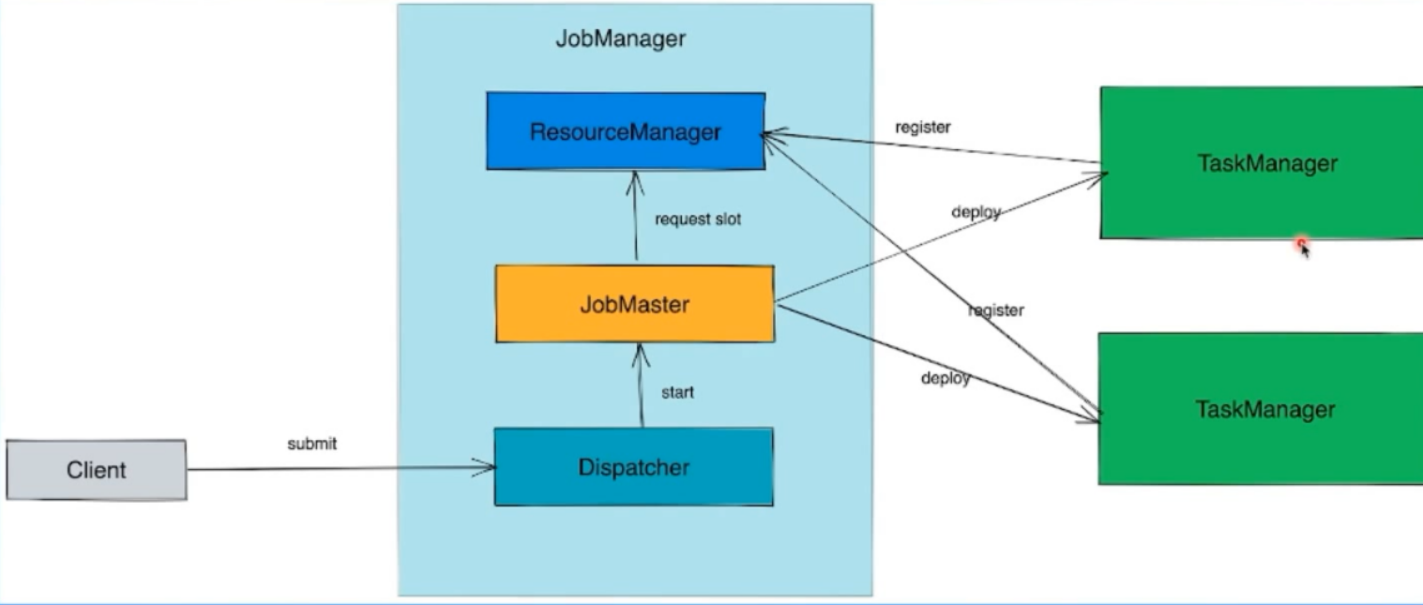 JobManager
ResourceManager
register
TaskManager
request slot
deploy
JobMaster
register
deploy
start
TaskManager
submit
Client
Dispatcher